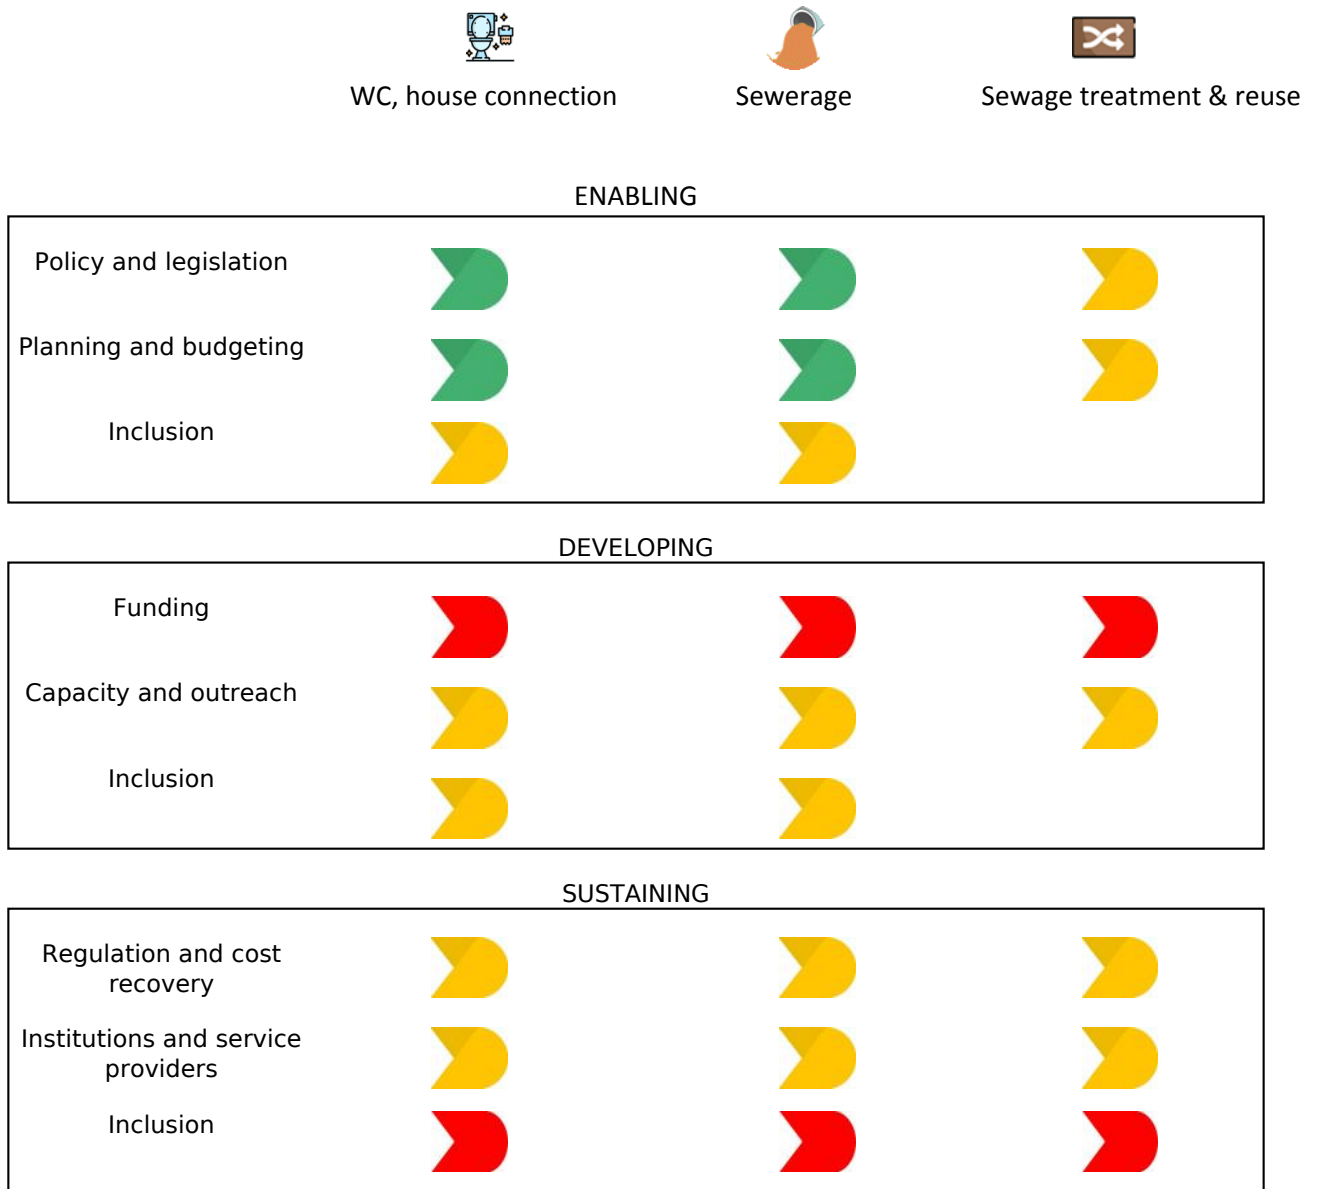 WC, house connection
Sewerage
Sewage treatment & reuse
ENABLING
Policy and legislation
Planning and budgeting
Inclusion
DEVELOPING
Funding
Capacity and outreach
Inclusion
SUSTAINING
Regulation and cost
recovery
Institutions and service
providers
Inclusion